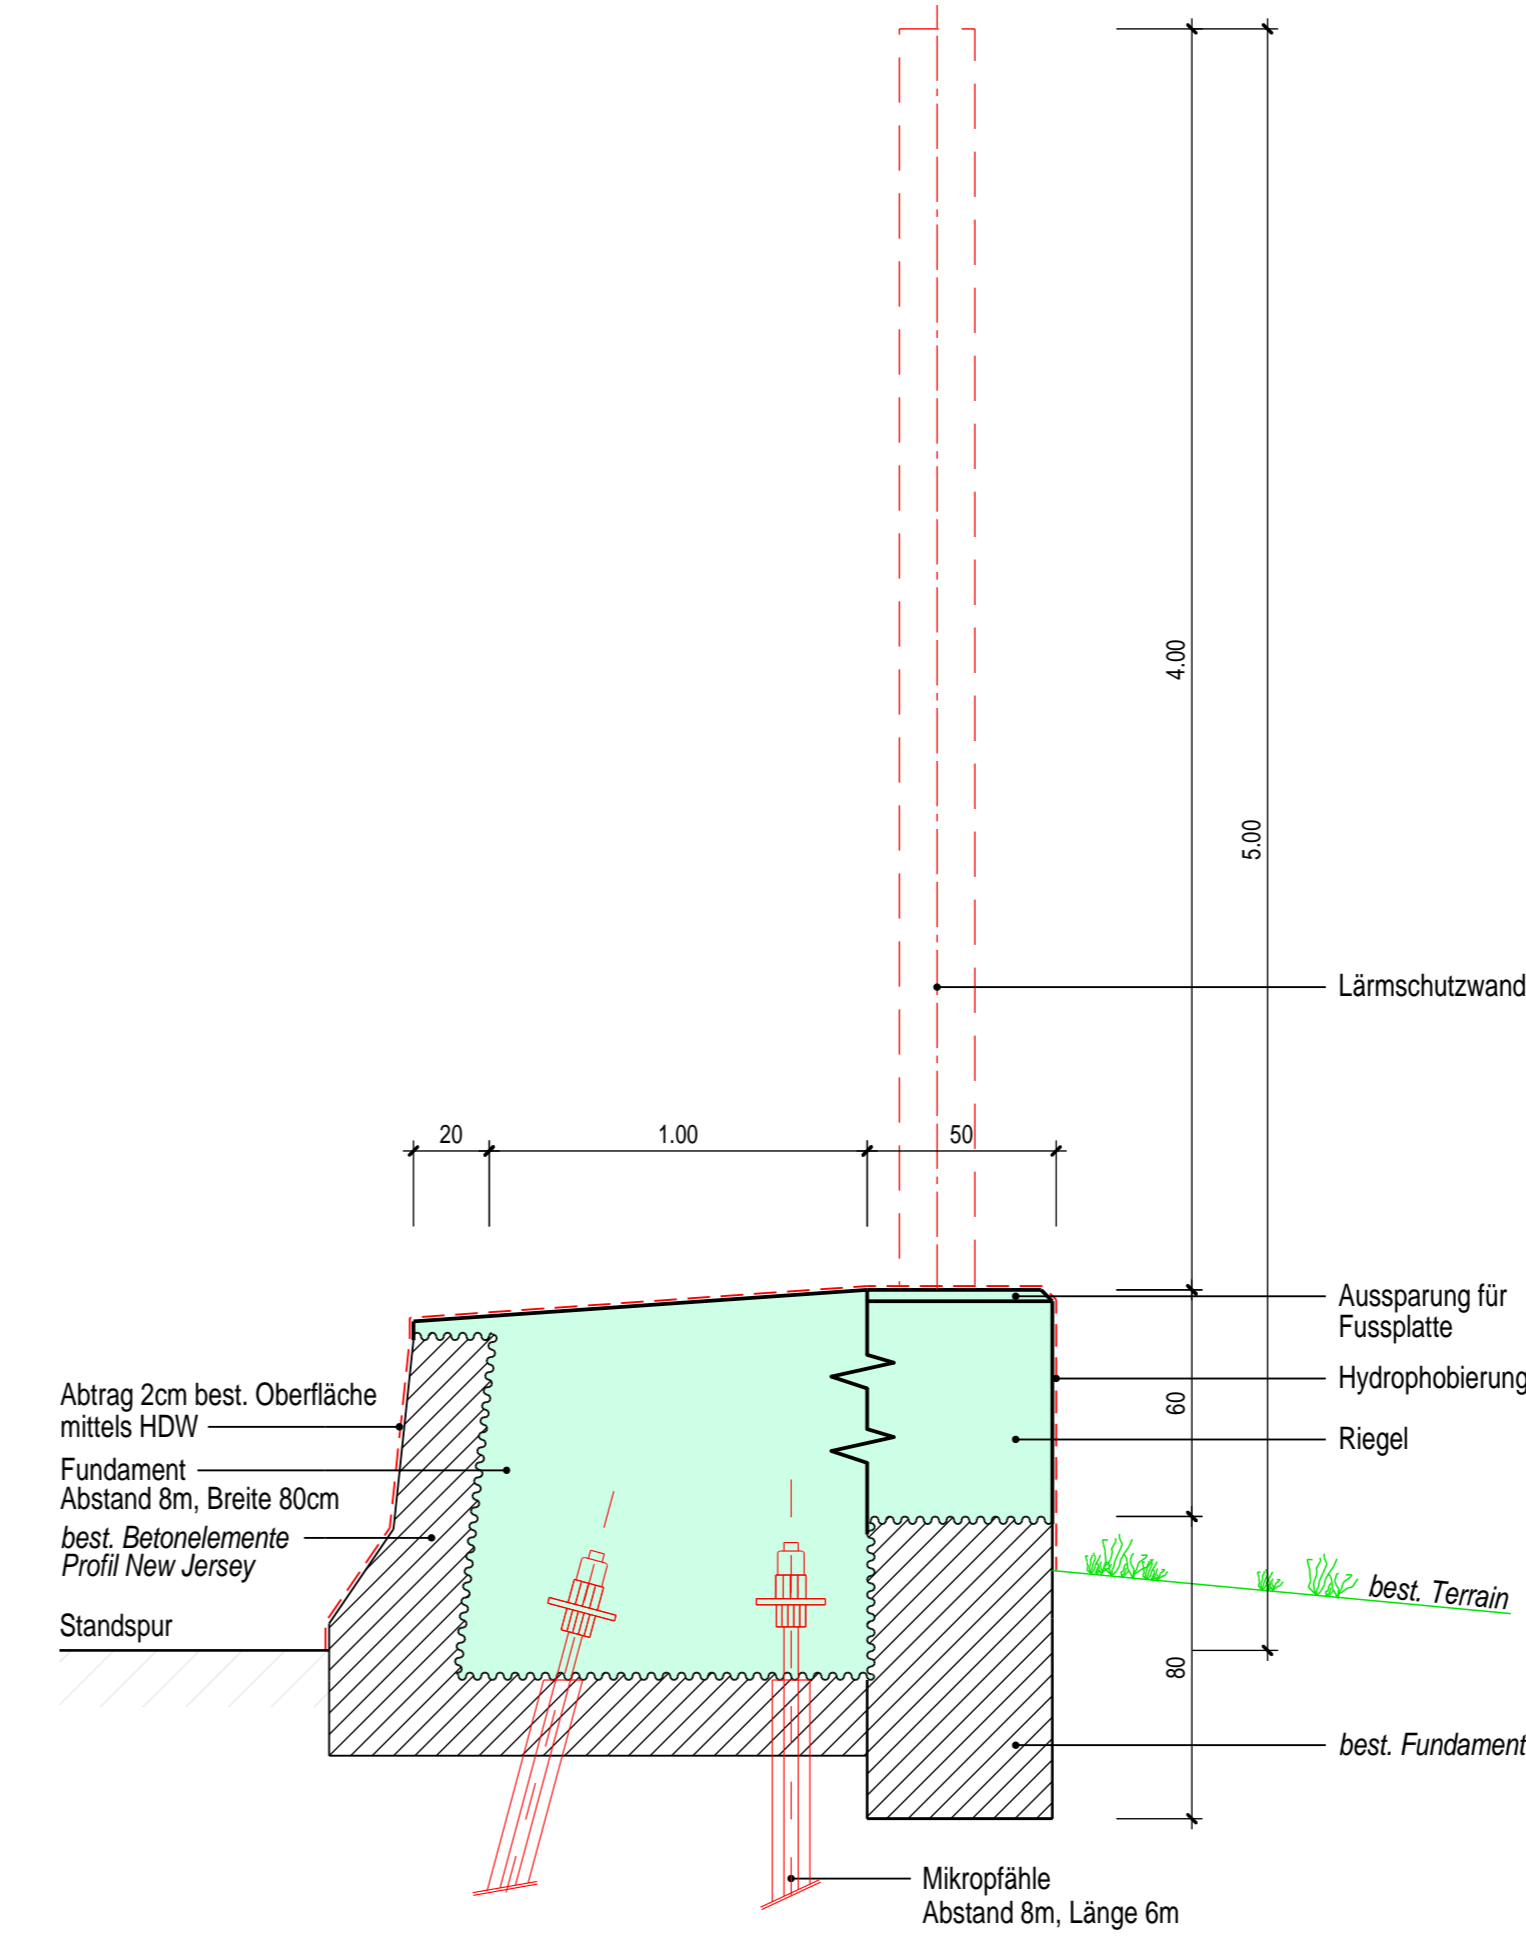 4.00
5.00
Lärmschutzwand
20
1.00
50
Aussparung für
Fussplatte
Hydrophobierung
60
Riegel
Abtrag 2cm best. Oberfläche
mittels HDW
Fundament
Abstand 8m, Breite 80cm
best. Betonelemente
Profil New Jersey
best. Terrain
Standspur
80
best. Fundament
Mikropfähle
Abstand 8m, Länge 6m